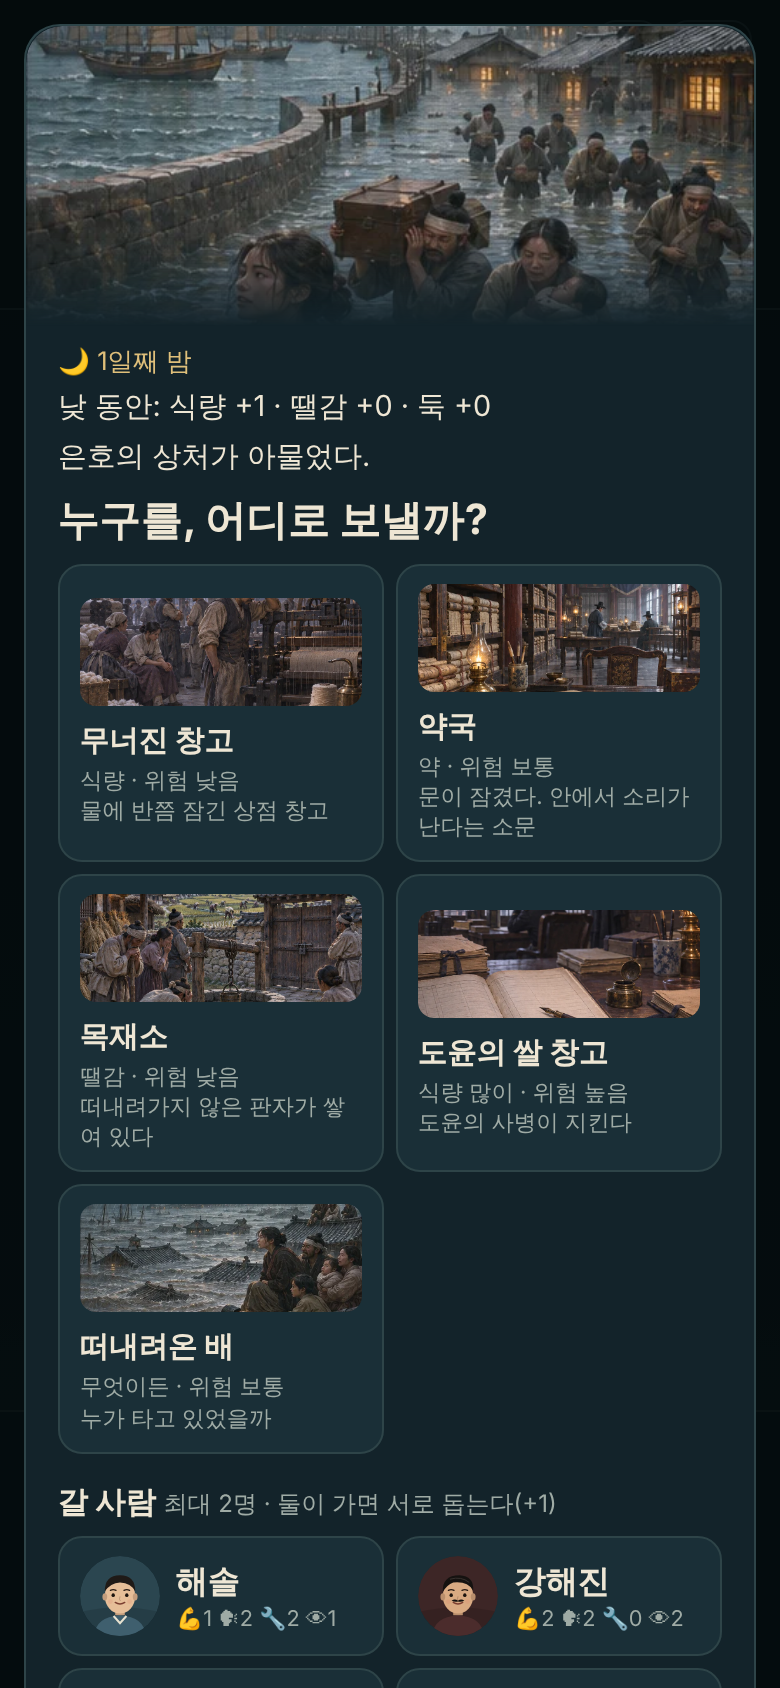 🌙 1일째 밤
낮 동안: 식량 +1 · 땔감 +0 · 둑 +0
은호의 상처가 아물었다.
누구를, 어디로 보낼까?
무너진 창고
식량 · 위험 낮음
물에 반쯤 잠긴 상점 창고
약국
약 · 위험 보통
문이 잠겼다. 안에서 소리가
난다는 소문
목재소
땔감 · 위험 낮음
떠내려가지 않은 판자가 쌓
여 있다
도윤의 쌀 창고
식량 많이 · 위험 높음
도윤의 사병이 지킨다
떠내려온 배
무엇이든 · 위험 보통
누가 타고 있었을까
갈 사람 최대 2명 · 둘이 가면 서로 돕는다(+1)
해솔
💪1 🗣2 🔧2 👁1
강해진
💪2 🗣2 🔧0 👁2